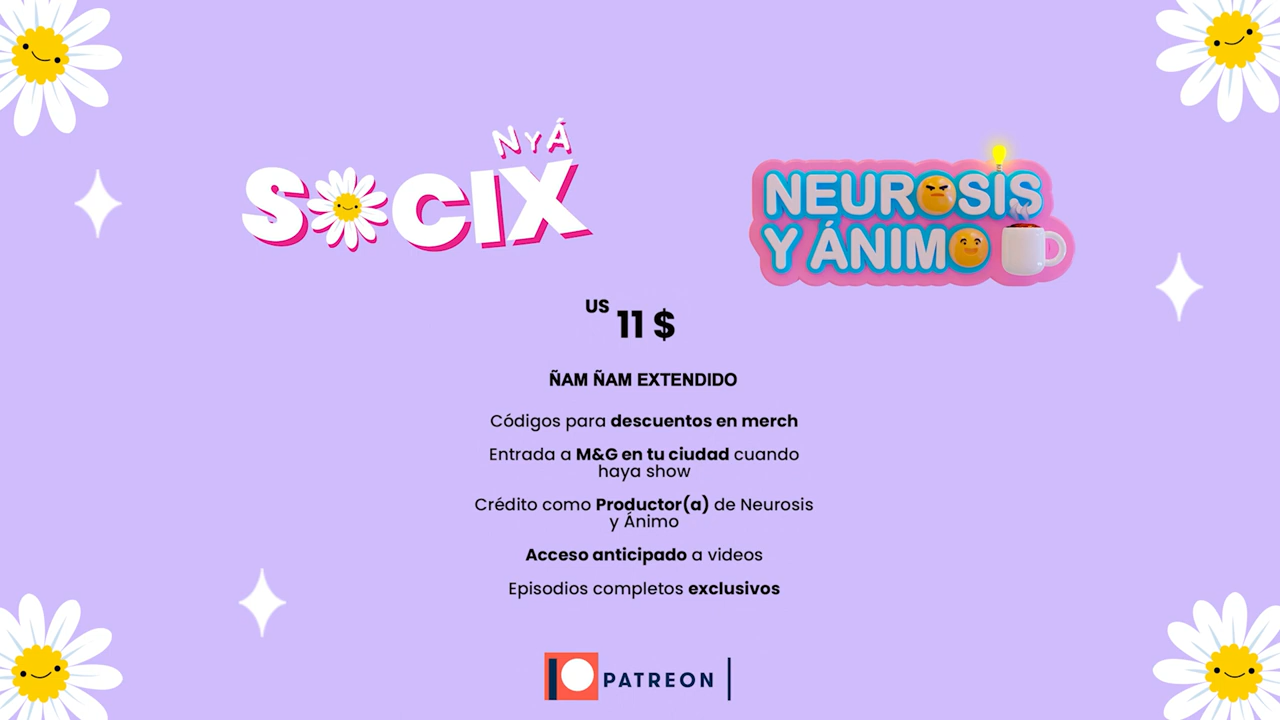 NYÁ
SOCIX
NEUROSIS
Y ÁNIMO
US 11 $
ÑAM ÑAM EXTENDIDO
Códigos para descuentos en merch
Entrada a M&G en tu ciudad cuando
haya show
Crédito como Productor(a) de Neurosis
y Ánimo
Acceso anticipado a videos
Episodios completos exclusivos
PATREON